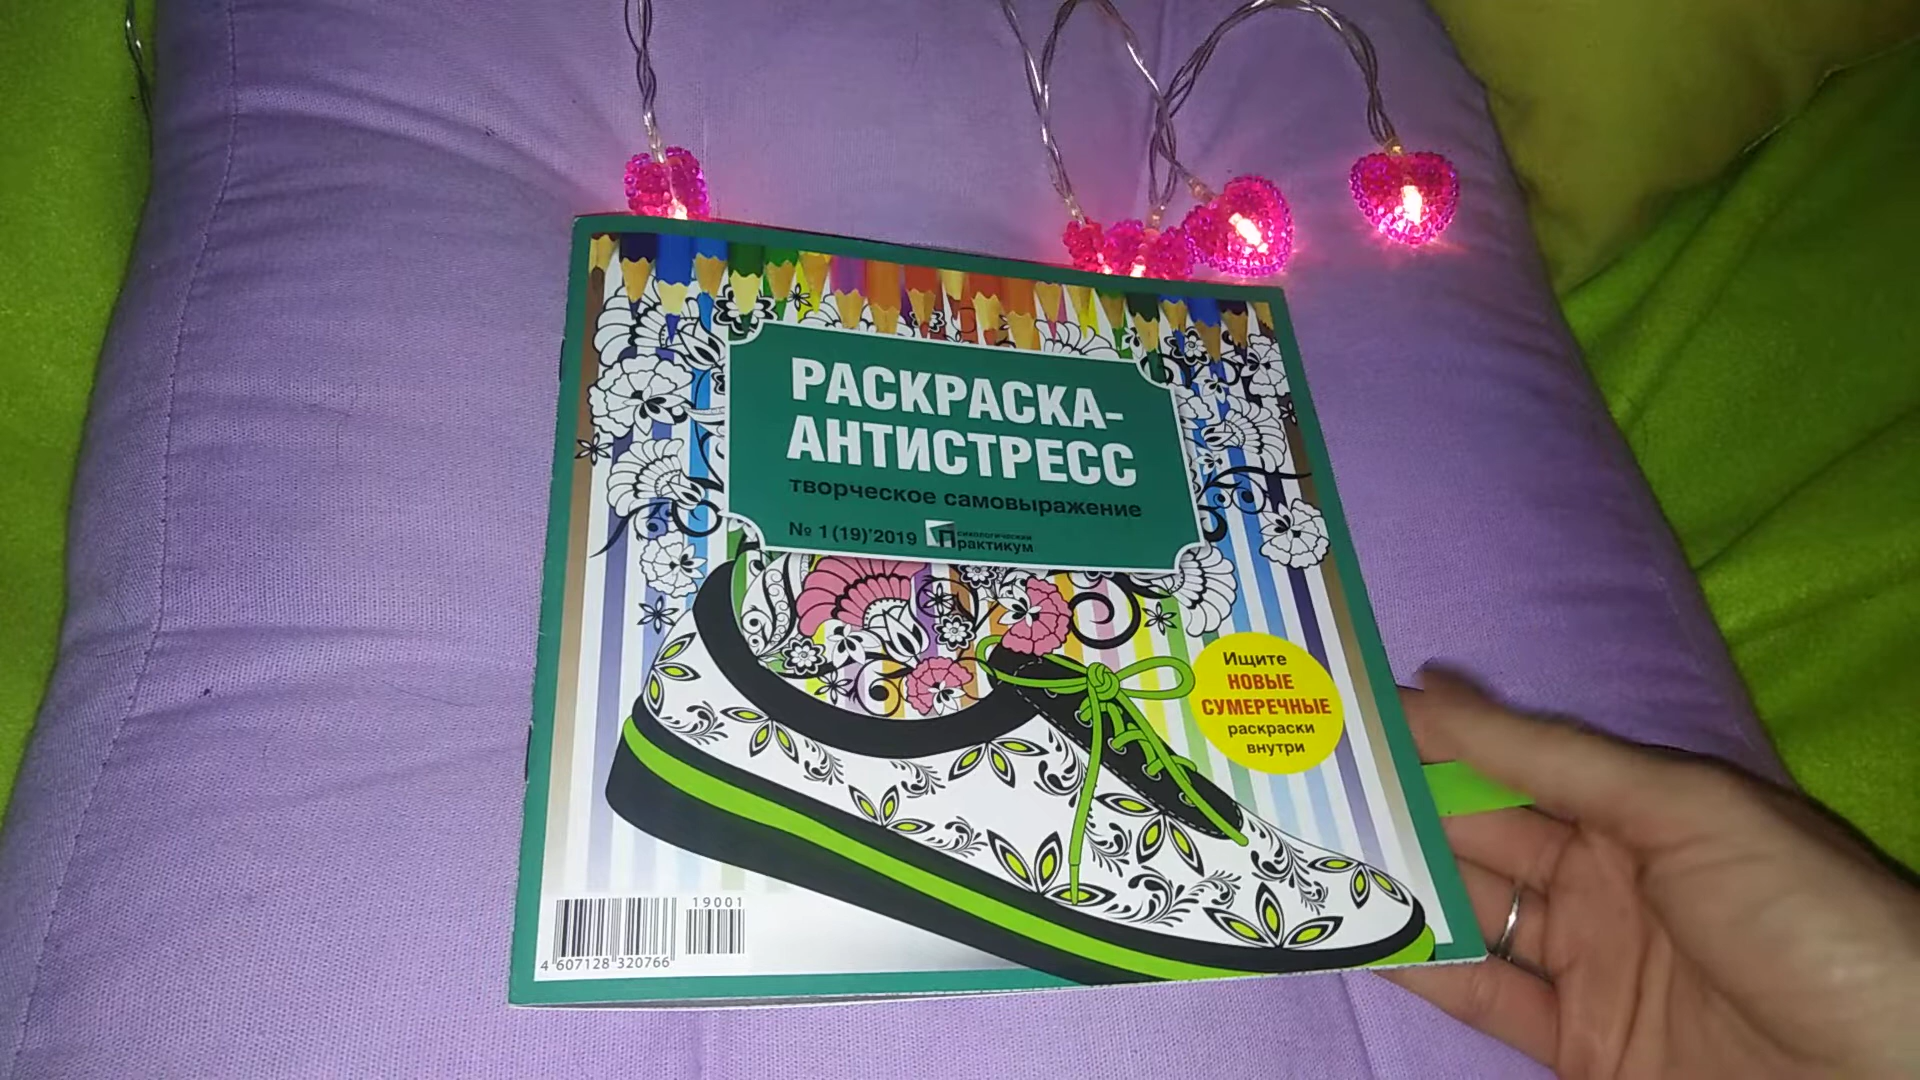 РАСКРАСКА-
АНТИСТРЕСС
творческое самовыражение
№ 1(19)'2019
Психологический
Практикум
Ищите
НОВЫЕ
СУМЕРЕЧНЫЕ
раскраски
внутри
19001
4 607128 320766